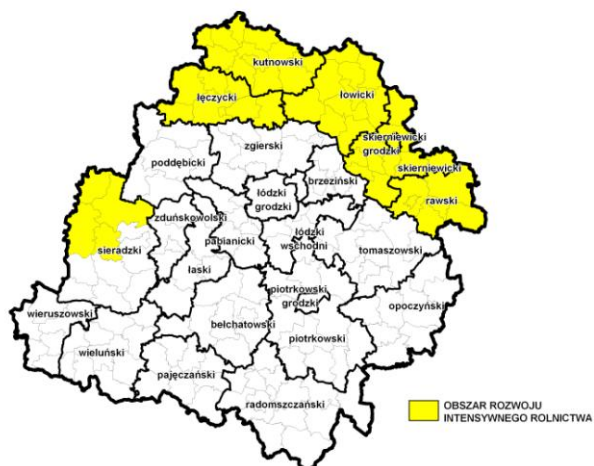 kutnowski
łęczycki
łowicki
skierniewicki
grodzki
skierniewicki
rawski
zgierski
poddębicki
brzeziński
łódzki
grodzki
zduńskowolski
pabianicki
łódzki
wschodni
tomaszowski
sieradzki
łaski
piotrkowski
grodzki
opoczyński
wieruszowski
bełchatowski
piotrkowski
wieluński
pajęczański
radomszczański
OBSZAR ROZWOJU
INTENSYWNEGO ROLNICTWA